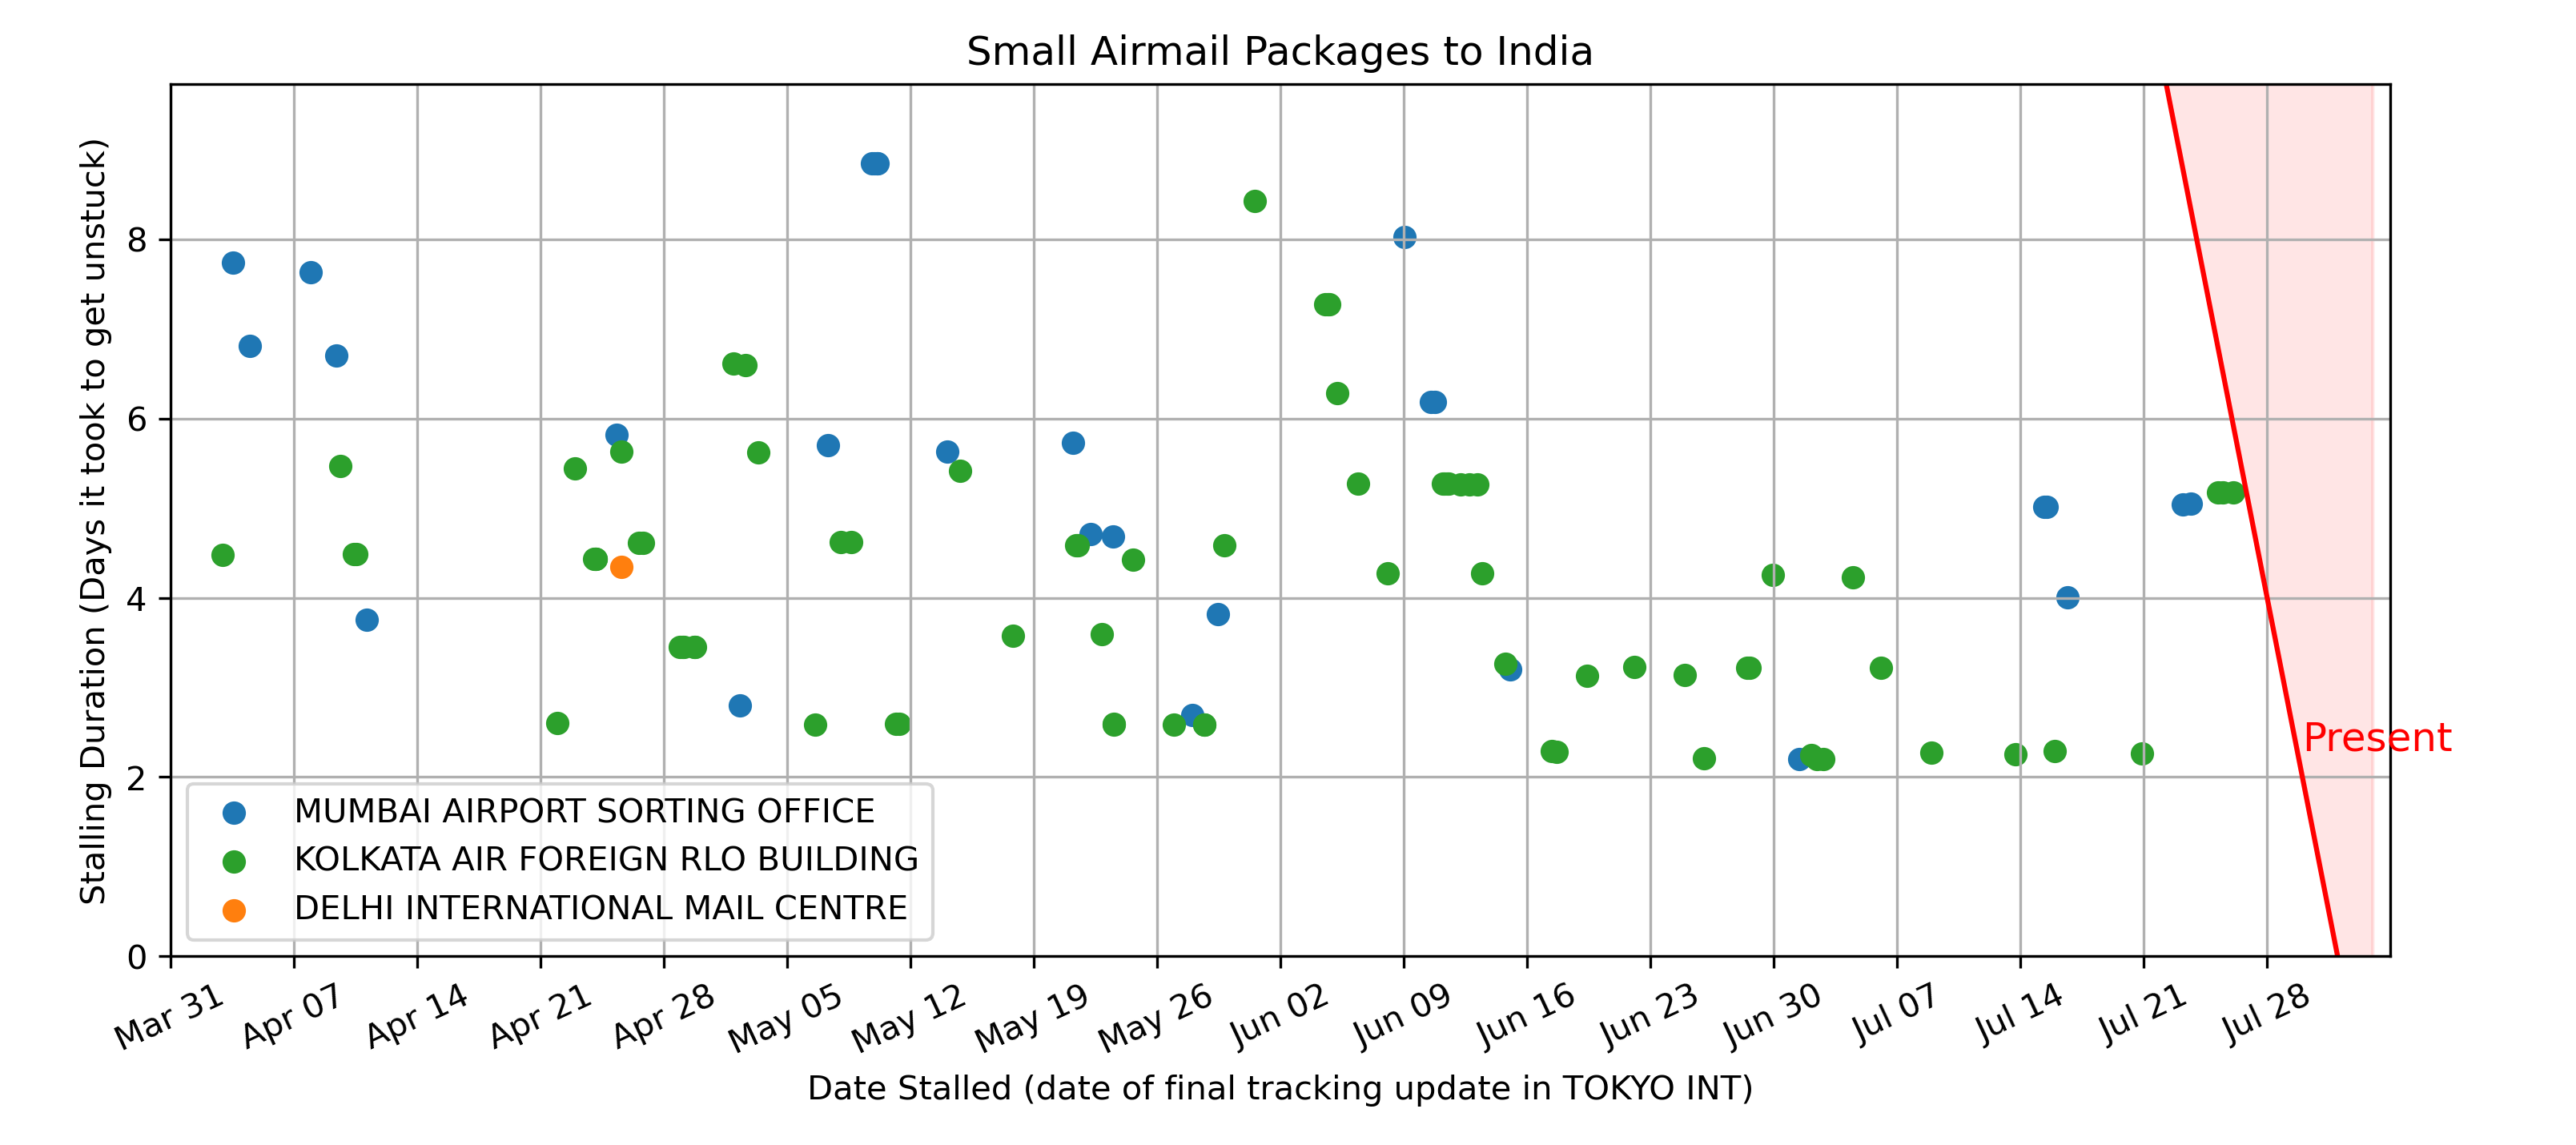 Small Airmail Packages to India
Stalling Duration (Days it took to get unstuck)
8
6
4
2
0
Present
MUMBAI AIRPORT SORTING OFFICE
KOLKATA AIR FOREIGN RLO BUILDING
DELHI INTERNATIONAL MAIL CENTRE
Mar 31
Apr 07
Apr 14
Apr 21
Apr 28
May 05
May 12
May 19
May 26
Jun 02
Jun 09
Jun 16
Jun 23
Jun 30
Jul 07
Jul 14
Jul 21
Jul 28
Date Stalled (date of final tracking update in TOKYO INT)